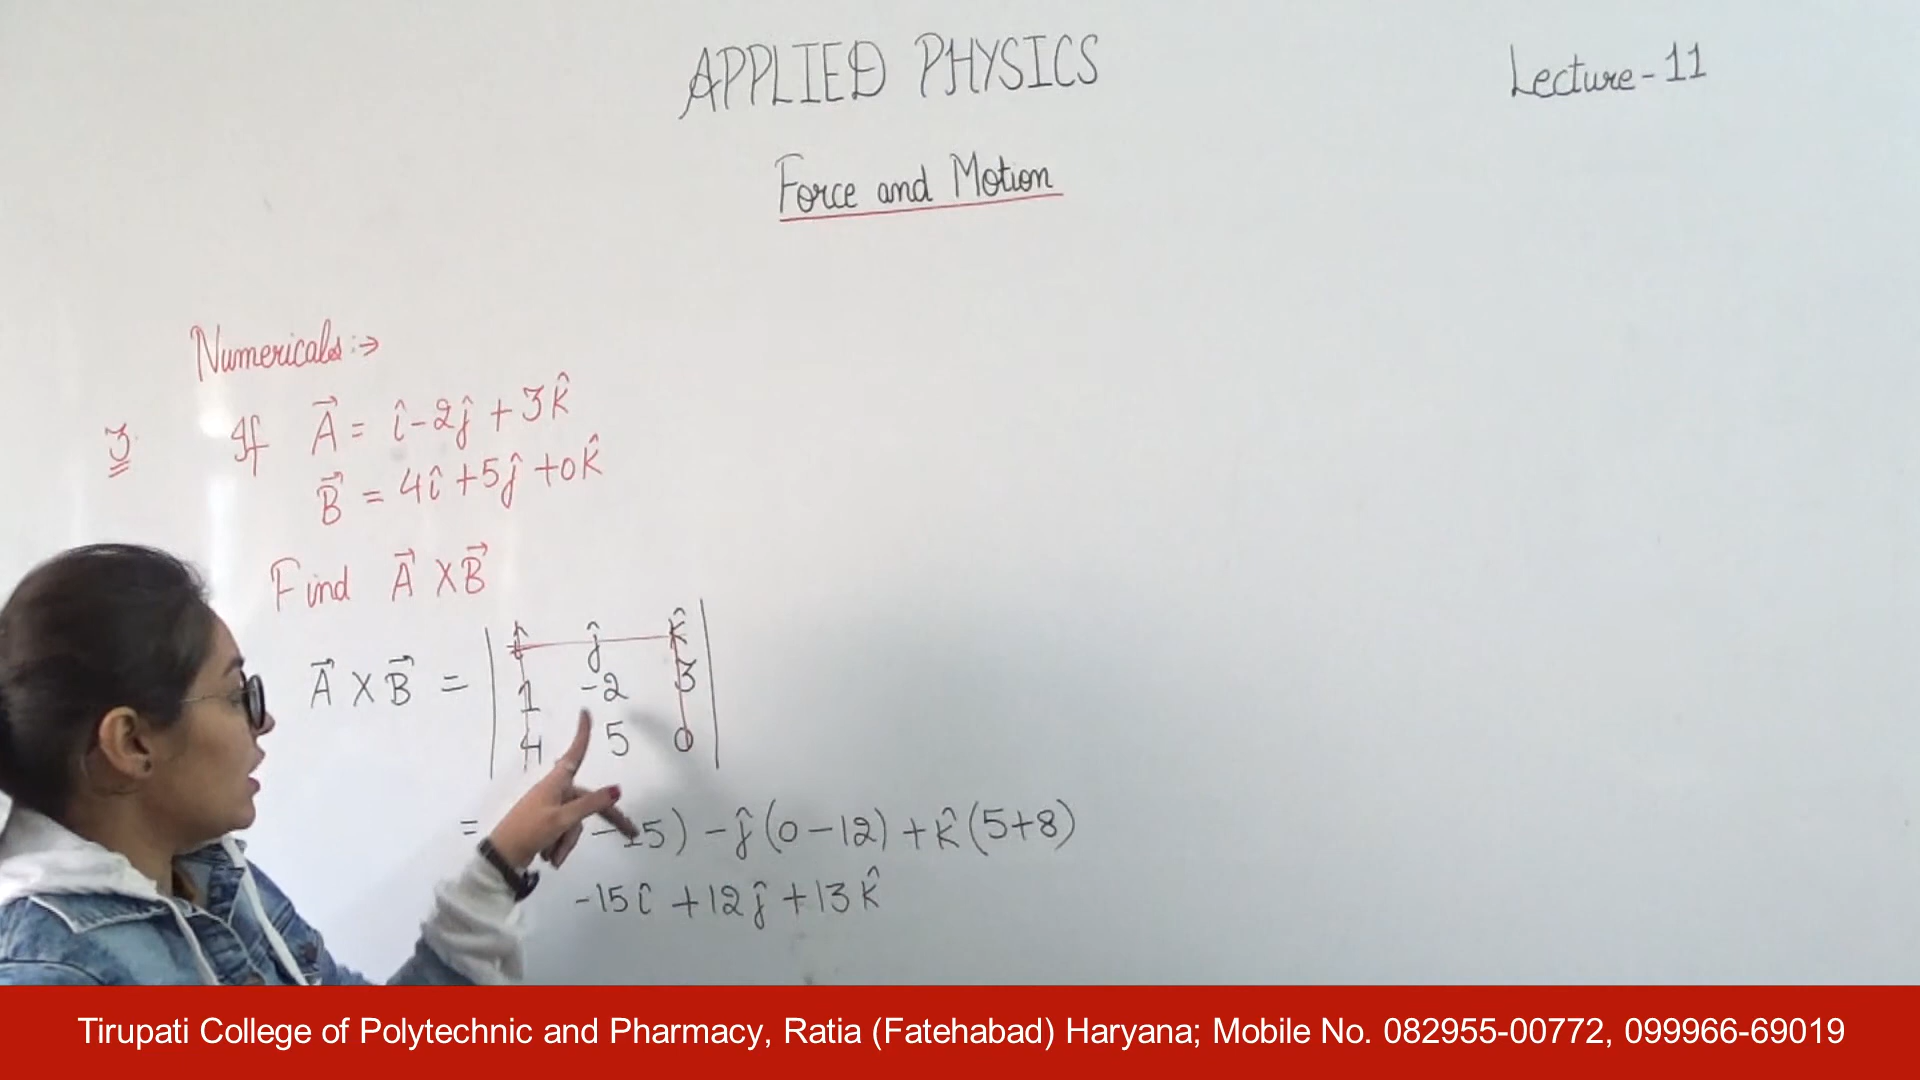 APPLIED PHYSICS
Lecture-11
Force and Motion
Numericals:→
3. If A⃗ = î-2ĵ+3k̂
B⃗ = 4î+5ĵ+0k̂
Find A⃗ X B⃗
A⃗ X B⃗ = | î ĵ k̂ |
| 1 -2 3 |
| 4 5 0 |
= -15) -ĵ(0-12) +k̂(5+8)
-15î +12ĵ +13k̂
Tirupati College of Polytechnic and Pharmacy, Ratia (Fatehabad) Haryana; Mobile No. 082955-00772, 099966-69019